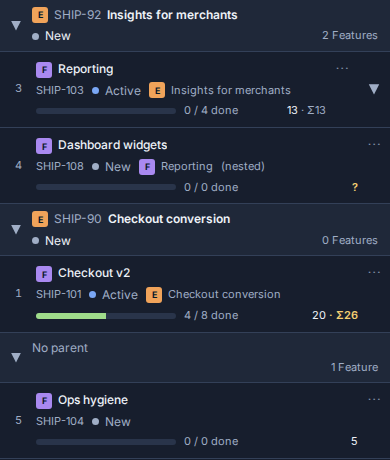 ▼ E SHIP-92 Insights for merchants
New 2 Features
F Reporting ...
3 SHIP-103 Active E Insights for merchants ▼
0 / 4 done 13 · Σ13
F Dashboard widgets ...
4 SHIP-108 New F Reporting (nested)
0 / 0 done ?
▼ E SHIP-90 Checkout conversion
New 0 Features
F Checkout v2 ...
1 SHIP-101 Active E Checkout conversion
4 / 8 done 20 · Σ26
▼ No parent
1 Feature
F Ops hygiene ...
5 SHIP-104 New
0 / 0 done 5